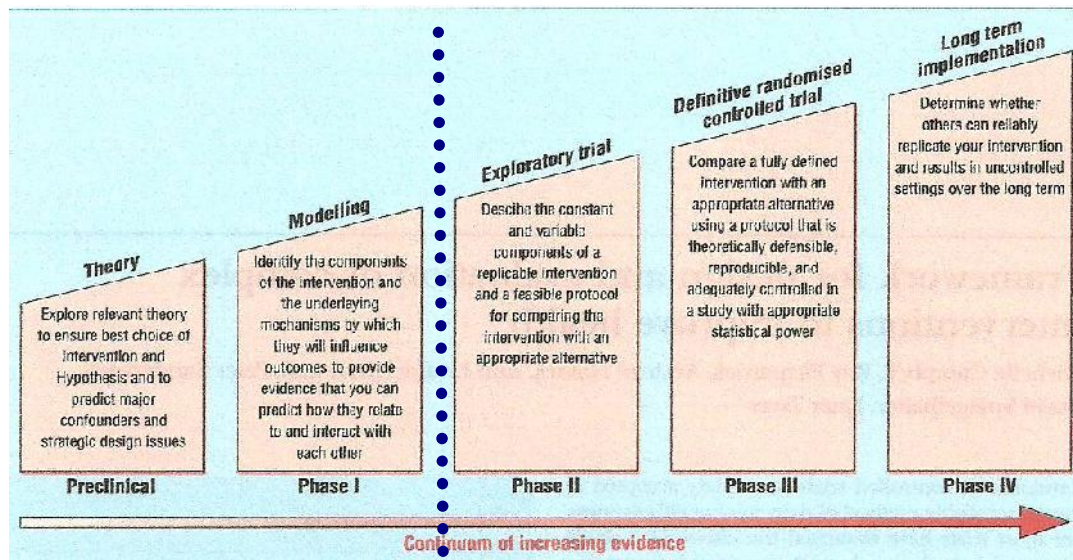 Theory
Explore relevant theory
to ensure best choice of
intervention and
Hypothesis and to
predict major
confounders and
strategic design issues
Preclinical
Modelling
Identify the components
of the intervention and
the underlaying
mechanisms by which
they will influence
outcomes to provide
evidence that you can
predict how they relate
to and interact with
each other
Phase I
Exploratory trial
Descibe the constant
and variable
components of a
replicable intervention
and a feasible protocol
for comparing the
intervention with an
appropriate alternative
Phase II
Definitive randomised
controlled trial
Compare a fully defined
intervention with an
appropriate alternative
using a protocol that is
theoretically defensible,
reproducible, and
adequately controlled in
a study with appropriate
statistical power
Phase III
Long term
implementation
Determine whether
others can reliably
replicate your intervention
and results in uncontrolled
settings over the long term
Phase IV
Continuum of increasing evidence